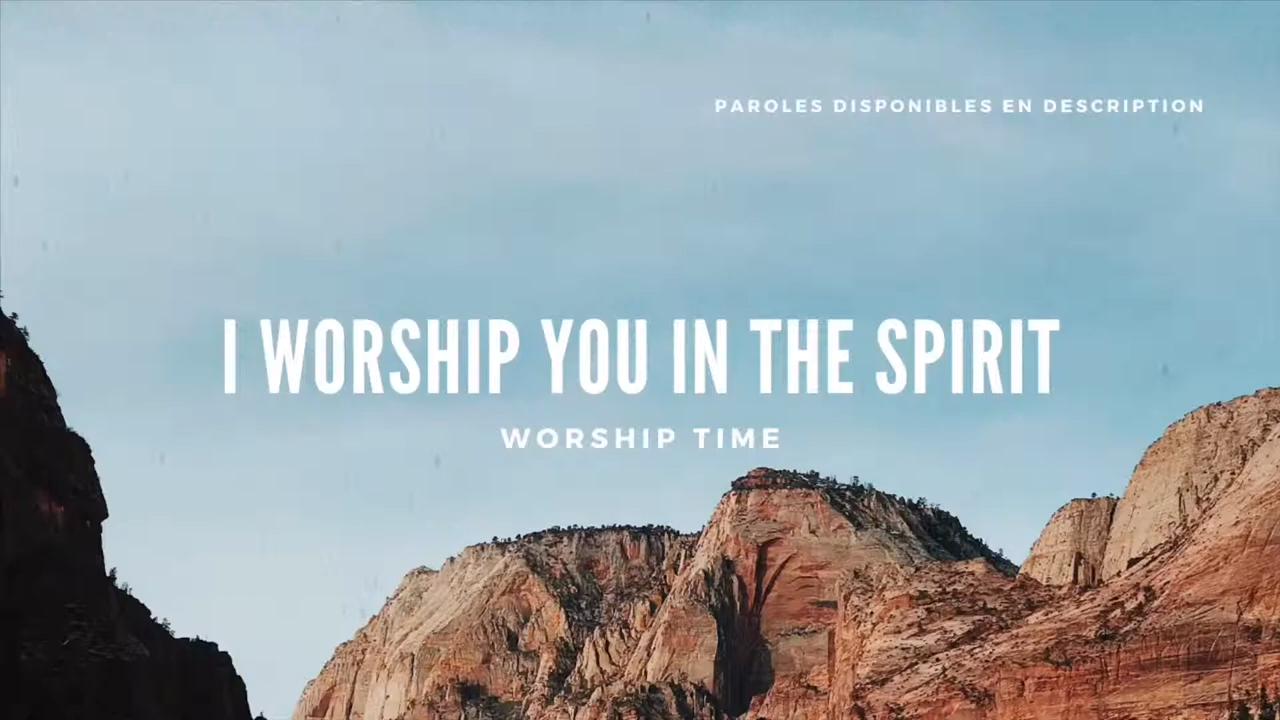 PAROLES DISPONIBLES EN DESCRIPTION
I WORSHIP YOU IN THE SPIRIT
WORSHIP TIME